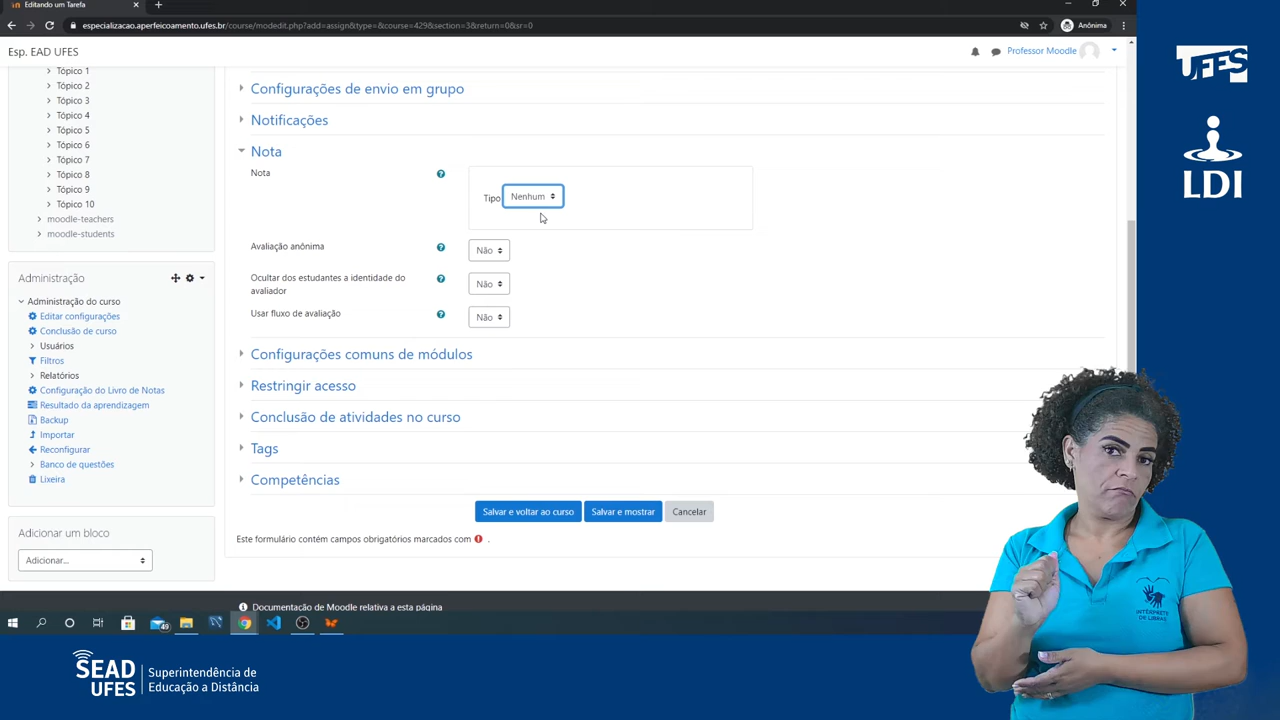 Editando um Tarefa
especializacao.aperfeicoamento.ufes.br/course/modedit.php?add=assign&type=&course=429&section=3&return=0&sr=0
Anônima
Esp. EAD UFES
Professor Moodle
Tópico 1
Tópico 2
Tópico 3
Tópico 4
Tópico 5
Tópico 6
Tópico 7
Tópico 8
Tópico 9
Tópico 10
moodle-teachers
moodle-students
Administração
Administração do curso
Editar configurações
Conclusão de curso
Usuários
Filtros
Relatórios
Configuração do Livro de Notas
Resultado da aprendizagem
Backup
Importar
Reconfigurar
Banco de questões
Lixeira
Adicionar um bloco
Adicionar...
Configurações de envio em grupo
Notificações
Nota
Nota
Tipo Nenhum
Avaliação anônima Não
Ocultar dos estudantes a identidade do
avaliador
Não
Usar fluxo de avaliação Não
Configurações comuns de módulos
Restringir acesso
Conclusão de atividades no curso
Tags
Competências
Salvar e voltar ao curso Salvar e mostrar Cancelar
Este formulário contém campos obrigatórios marcados com .
Documentação de Moodle relativa a esta página
49
UFES
LDI
INTÉRPRETE
DE LIBRAS
SEAD
UFES
Superintendência de
Educação a Distância